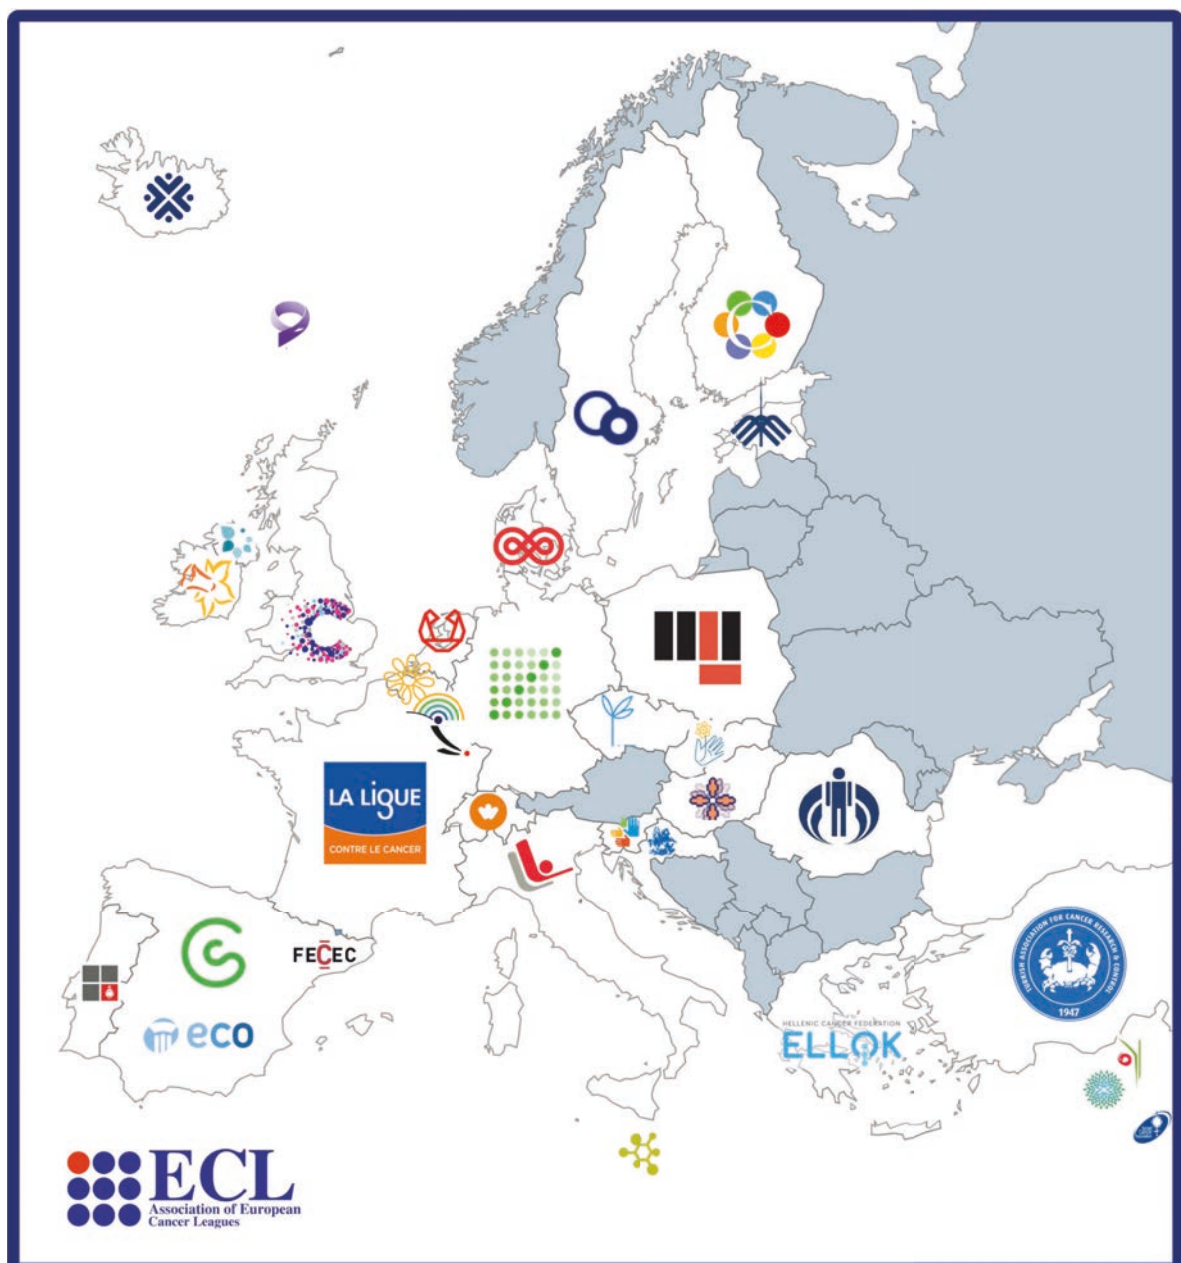 LA LIGUE
CONTRE LE CANCER
FECEC
eco
TURKISH ASSOCIATION FOR CANCER RESEARCH & CONTROL
1947
HELLENIC CANCER FEDERATION
ELLOK
ECL
Association of European
Cancer Leagues